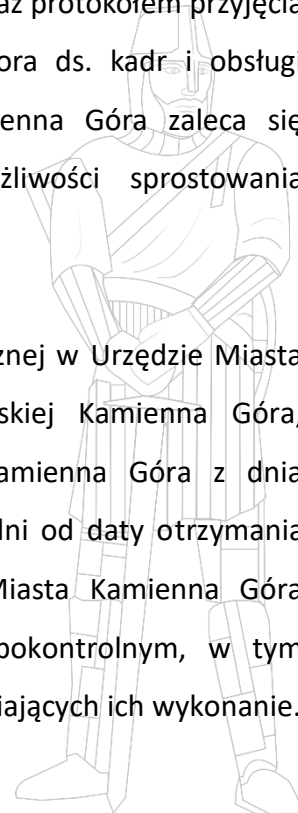 az protokołem przyjęcia
ora ds. kadr i obsługi
ienna Góra zaleca się
żliwości sprostowania
znej w Urzędzie Miasta
skiej Kamienna Góra,
amienna Góra z dnia
dni od daty otrzymania
Miasta Kamienna Góra
pokontrolnym, w tym
iających ich wykonanie.